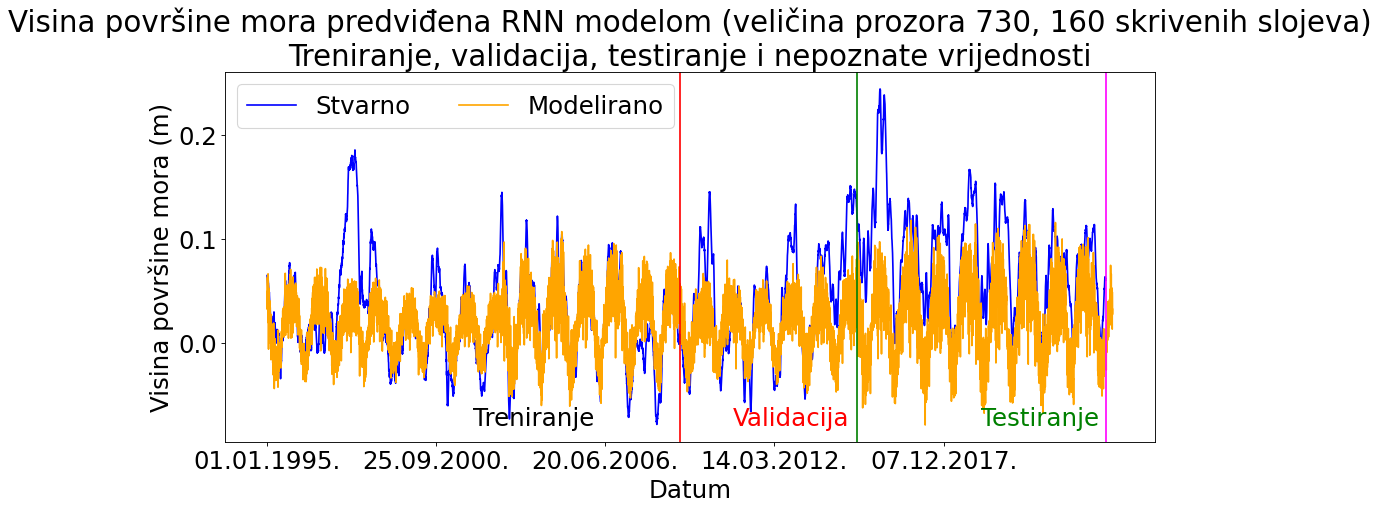 Visina površine mora predviđena RNN modelom (veličina prozora 730, 160 skrivenih slojeva)
Treniranje, validacija, testiranje i nepoznate vrijednosti
Stvarno Modelirano
Visina površine mora (m)
0.2
0.1
0.0
Treniranje Validacija Testiranje
01.01.1995. 25.09.2000. 20.06.2006. 14.03.2012. 07.12.2017.
Datum